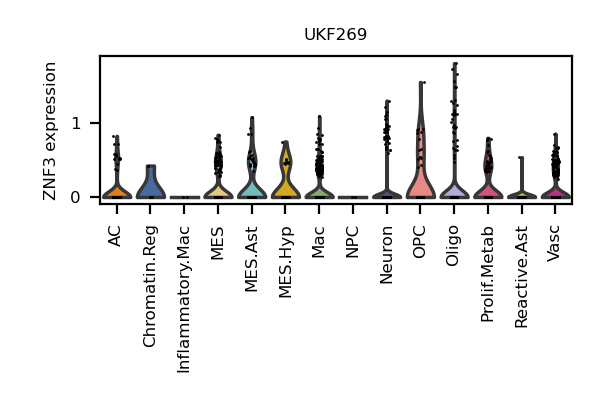 UKF269
ZNF3 expression
1
0
AC
Chromatin.Reg
Inflammatory.Mac
MES
MES.Ast
MES.Hyp
Mac
NPC
Neuron
OPC
Oligo
Prolif.Metab
Reactive.Ast
Vasc